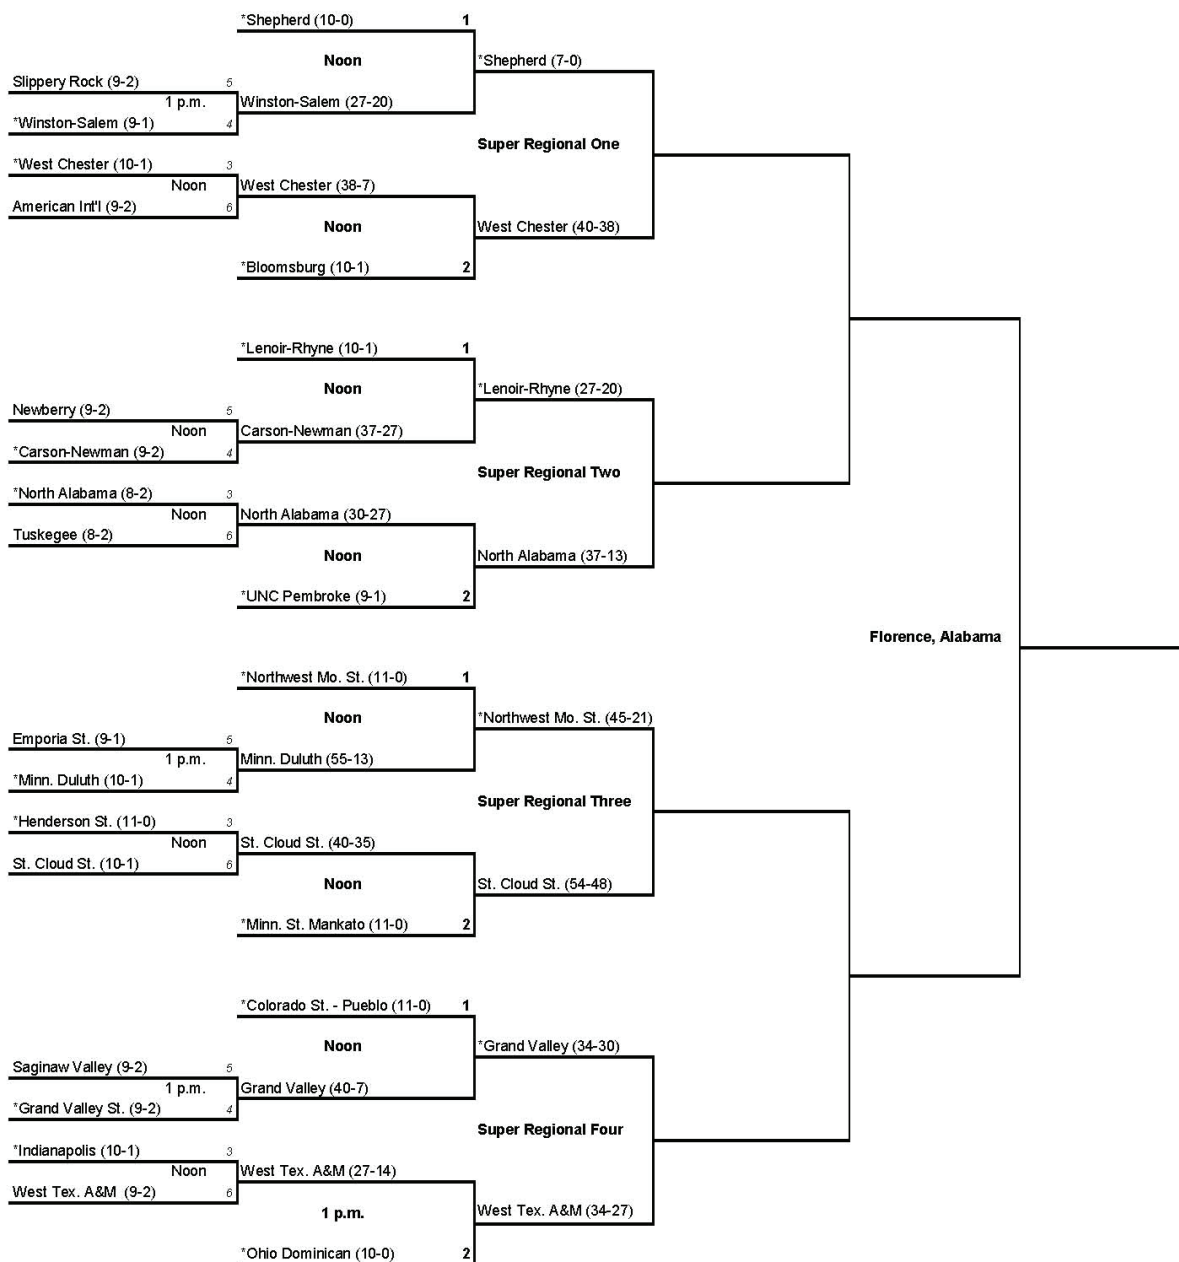 *Shepherd (10-0) 1
Noon
*Shepherd (7-0)
Slippery Rock (9-2) 5
1 p.m.
Winston-Salem (27-20)
*Winston-Salem (9-1) 4
Super Regional One
*West Chester (10-1) 3
Noon
West Chester (38-7)
American Int'l (9-2) 6
Noon
West Chester (40-38)
*Bloomsburg (10-1) 2
*Lenoir-Rhyne (10-1) 1
Noon
*Lenoir-Rhyne (27-20)
Newberry (9-2) 5
Noon
Carson-Newman (37-27)
*Carson-Newman (9-2) 4
Super Regional Two
*North Alabama (8-2) 3
Noon
North Alabama (30-27)
Tuskegee (8-2) 6
Noon
North Alabama (37-13)
*UNC Pembroke (9-1) 2
Florence, Alabama
*Northwest Mo. St. (11-0) 1
Noon
*Northwest Mo. St. (45-21)
Emporia St. (9-1) 5
1 p.m.
Minn. Duluth (55-13)
*Minn. Duluth (10-1) 4
Super Regional Three
*Henderson St. (11-0) 3
Noon
St. Cloud St. (40-35)
St. Cloud St. (10-1) 6
Noon
St. Cloud St. (54-48)
*Minn. St. Mankato (11-0) 2
*Colorado St. - Pueblo (11-0) 1
Noon
*Grand Valley (34-30)
Saginaw Valley (9-2) 5
1 p.m.
Grand Valley (40-7)
*Grand Valley St. (9-2) 4
Super Regional Four
*Indianapolis (10-1) 3
Noon
West Tex. A&M (27-14)
West Tex. A&M (9-2) 6
1 p.m.
West Tex. A&M (34-27)
*Ohio Dominican (10-0) 2